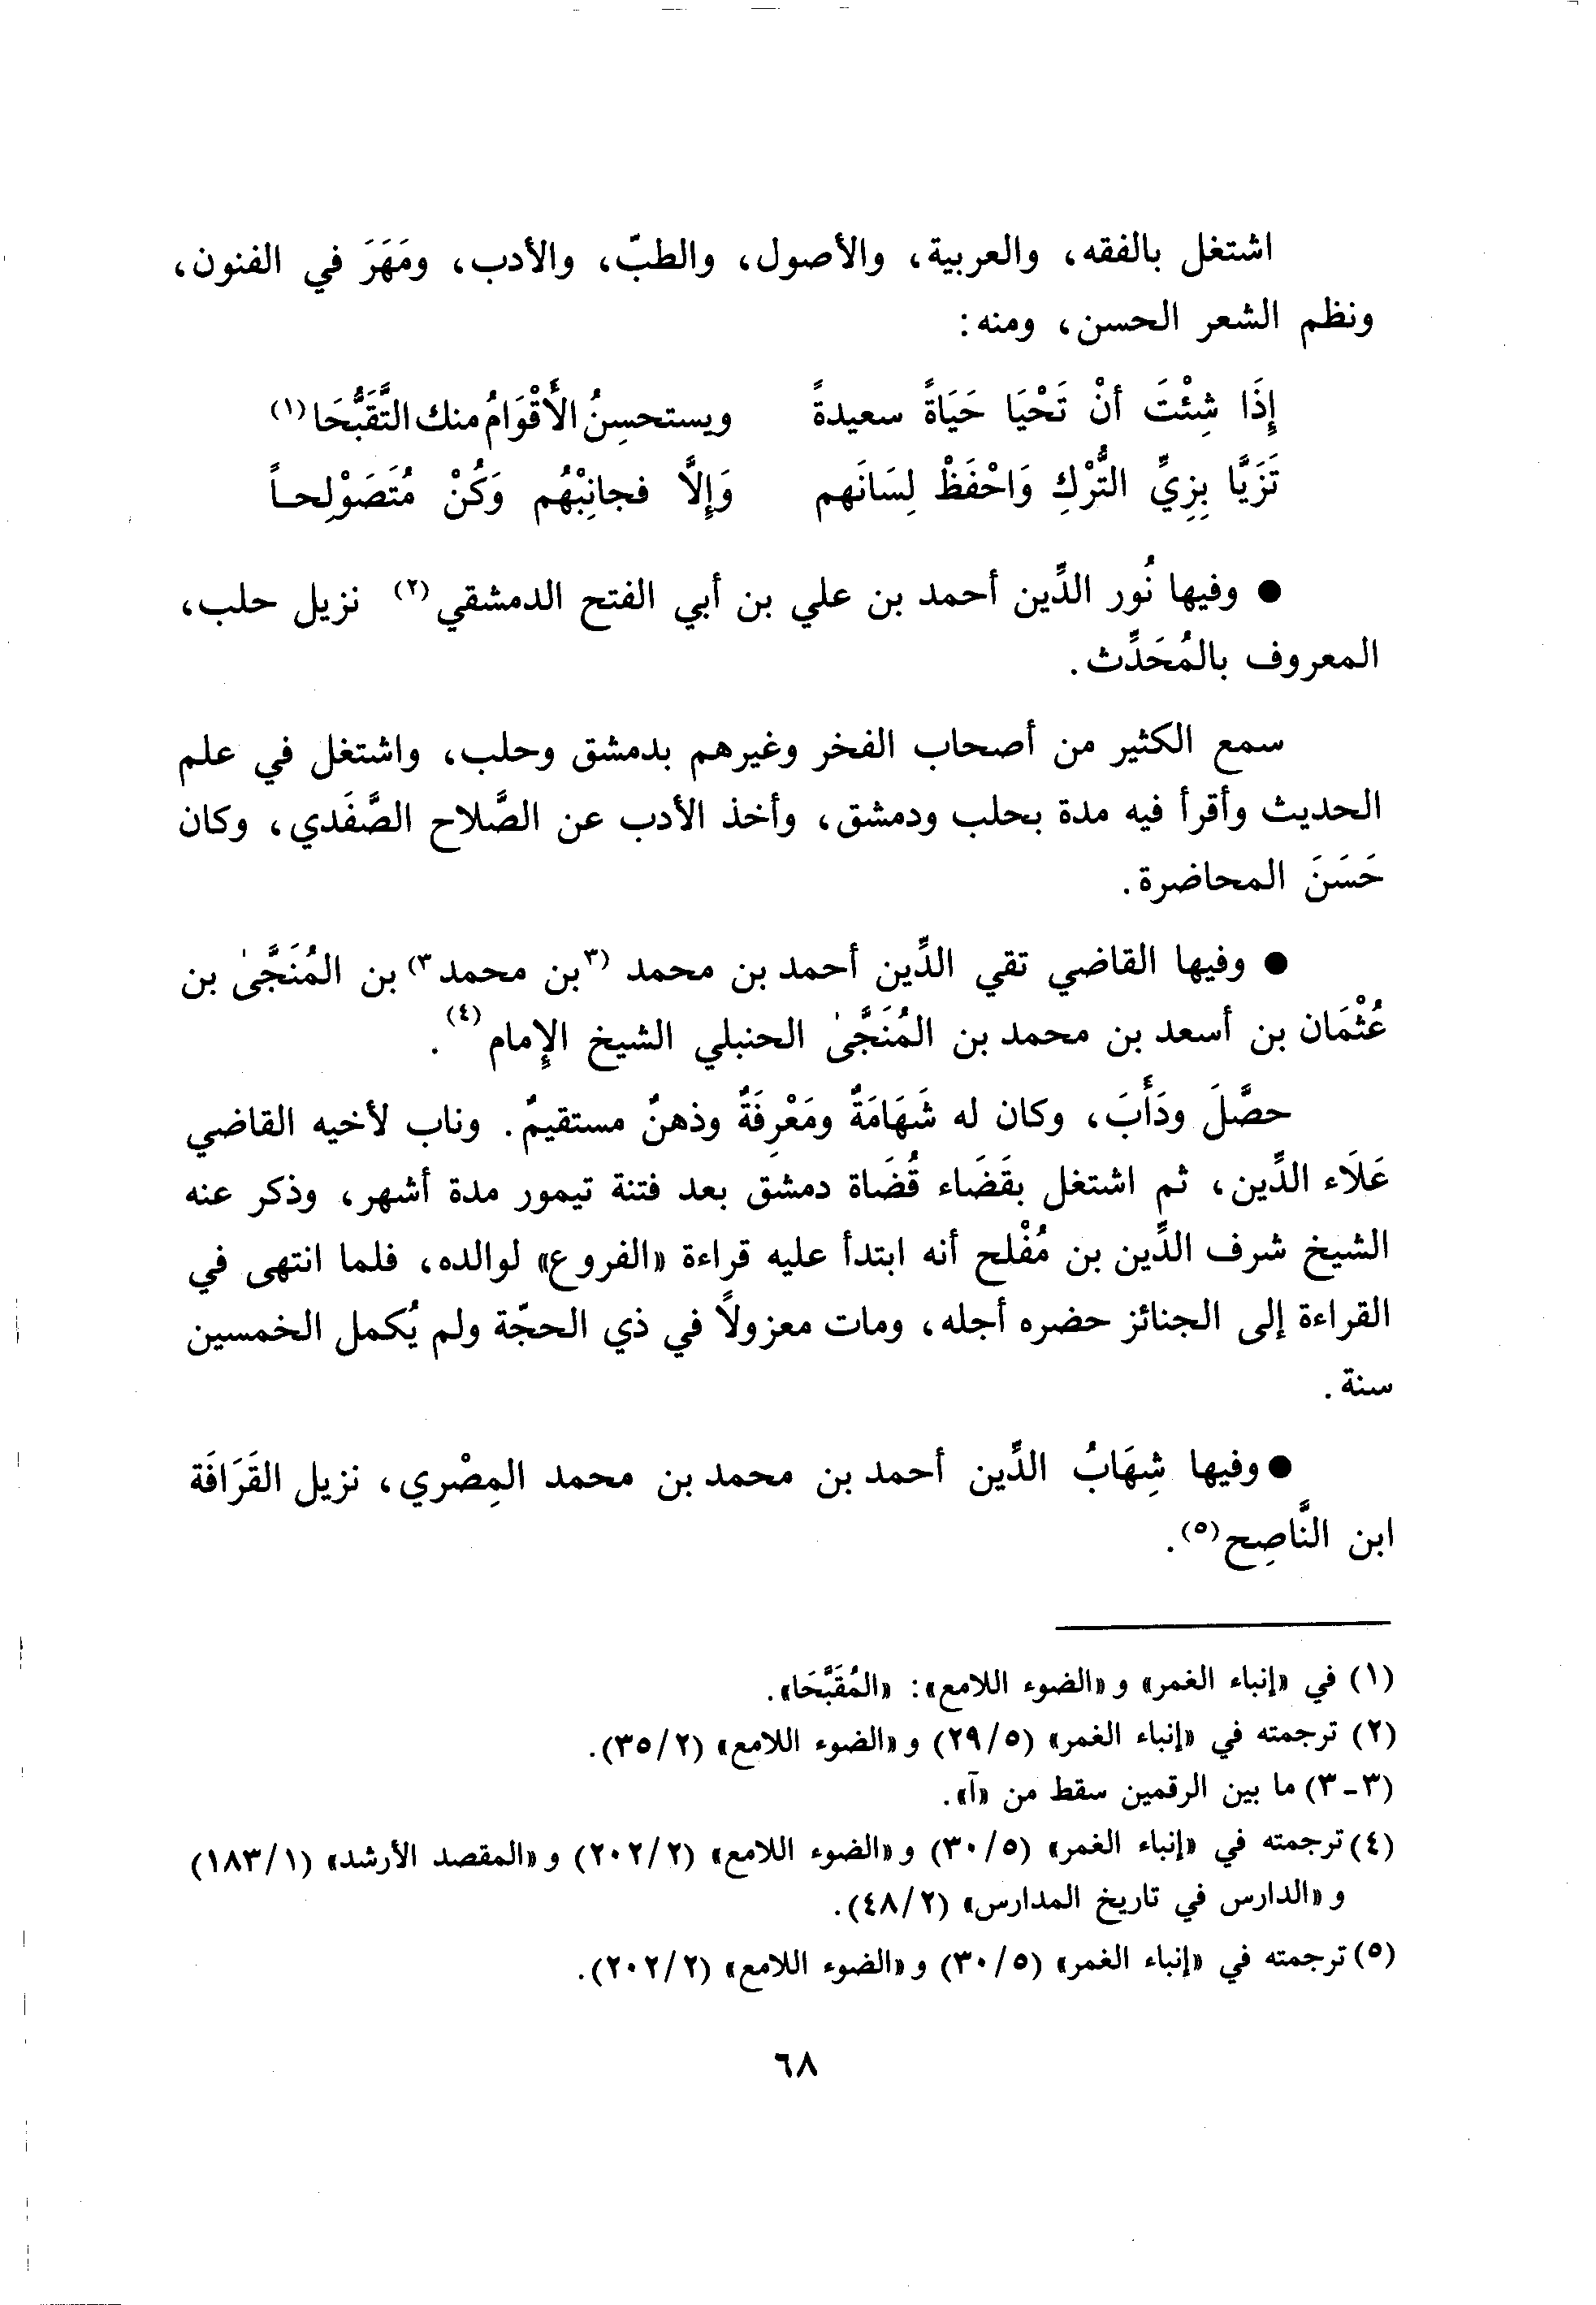 اشتغل بالفقه، والعربية، والأصول، والطبّ، والأدب، ومَهَرَ في الفنون،
ونظم الشعر الحسن، ومنه:
إِذَا شِئْتَ أنْ تَحْيَا حَيَاةً سعيدةً ويستحسِنُ الأَقْوَامُ منك التَّقَبُّحَا (١)
تَزَيَّا بِزِيِّ التُّرْكِ وَاحْفَظْ لِسَانَهم وَإِلَّا فجانِبْهُم وَكُنْ مُتَصَوْلِحـاً
● وفيها نُور الدِّين أحمد بن علي بن أبي الفتح الدمشقي (٢) نزيل حلب،
المعروف بالمُحَدِّث.
سمع الكثير من أصحاب الفخر وغيرهم بدمشق وحلب، واشتغل في علم
الحديث وأقرأ فيه مدة بحلب ودمشق، وأخذ الأدب عن الصَّلاح الصَّفَدي، وكان
حَسَنَ المحاضرة.
● وفيها القاضي تقي الدِّين أحمد بن محمد (٣ بن محمد ٣) بن المُنَجَّىٰ بن
عُثْمَان بن أسعد بن محمد بن المُنَجَّىٰ الحنبلي الشيخ الإِمام (٤).
حصَّلَ ودَأَبَ، وكان له شَهَامَةٌ ومَعْرِفَةٌ وذهنٌ مستقيمٌ. وناب لأخيه القاضي
عَلَاء الدِّين، ثم اشتغل بقَضَاء قُضَاة دمشق بعد فتنة تيمور مدة أشهر، وذكر عنه
الشيخ شرف الدِّين بن مُفْلح أنه ابتدأ عليه قراءة «الفروع» لوالده، فلما انتهى في
القراءة إلى الجنائز حضره أجله، ومات معزولاً في ذي الحجّة ولم يُكمل الخمسين
سنة.
● وفيها شِهَابُ الدِّين أحمد بن محمد بن محمد المِصْري، نزيل القَرَافَة
ابن النَّاصِح (٥).
(١) في «إنباء الغمر» و «الضوء اللامع»: «المُقَبَّحَا».
(٢) ترجمته في «إنباء الغمر» (٢٩/٥) و «الضوء اللامع» (٣٥/٢).
(٣ - ٣) ما بين الرقمين سقط من «آ».
(٤) ترجمته في «إنباء الغمر» (٣٠/٥) و «الضوء اللامع» (٢٠٢/٢) و «المقصد الأرشد» (١٨٣/١)
و «الدارس في تاريخ المدارس» (٤٨/٢).
(٥) ترجمته في «إنباء الغمر» (٣٠/٥) و «الضوء اللامع» (٢٠٢/٢).
٦٨